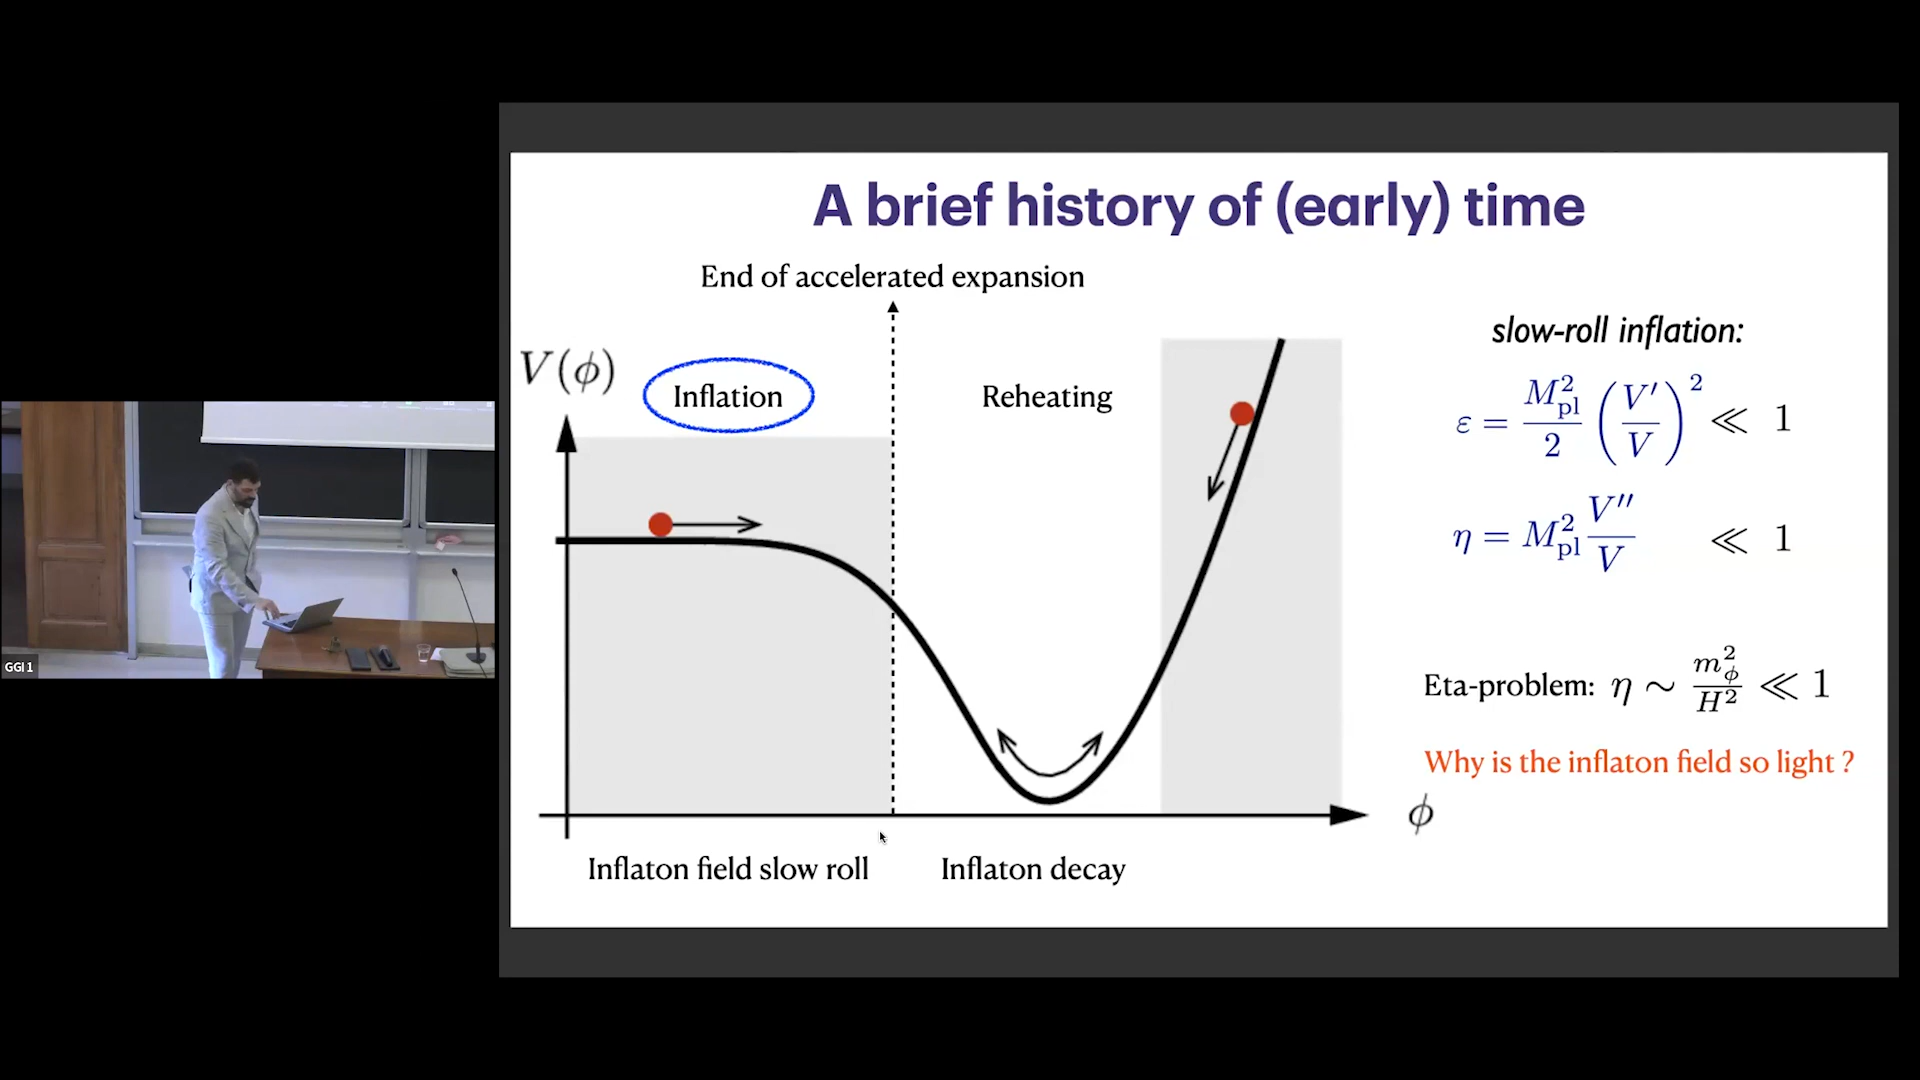 A brief history of (early) time
End of accelerated expansion
V(ϕ)
Inflation
Reheating
slow-roll inflation:
ε = M_pl^2/2 (V′/V)^2 ≪ 1
η = M_pl^2 V″/V ≪ 1
Eta-problem: η ∼ m_ϕ^2/H^2 ≪ 1
Why is the inflaton field so light ?
ϕ
Inflaton field slow roll
Inflaton decay
GGI 1